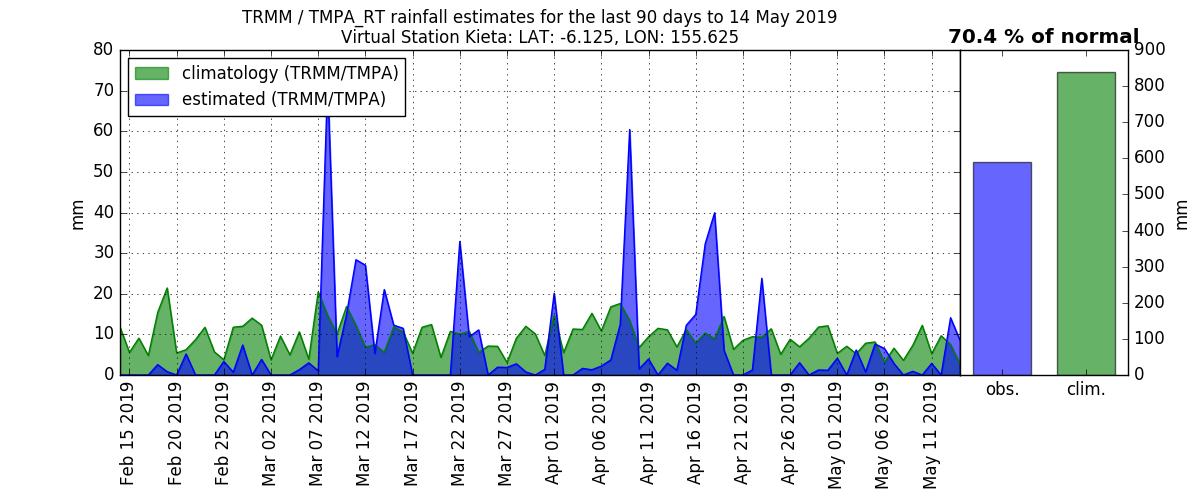 TRMM / TMPA_RT rainfall estimates for the last 90 days to 14 May 2019
Virtual Station Kieta: LAT: -6.125, LON: 155.625
70.4 % of normal
climatology (TRMM/TMPA)
estimated (TRMM/TMPA)
mm
80
70
60
50
40
30
20
10
0
Feb 15 2019
Feb 20 2019
Feb 25 2019
Mar 02 2019
Mar 07 2019
Mar 12 2019
Mar 17 2019
Mar 22 2019
Mar 27 2019
Apr 01 2019
Apr 06 2019
Apr 11 2019
Apr 16 2019
Apr 21 2019
Apr 26 2019
May 01 2019
May 06 2019
May 11 2019
obs.
clim.
900
800
700
600
500
400
300
200
100
0
mm